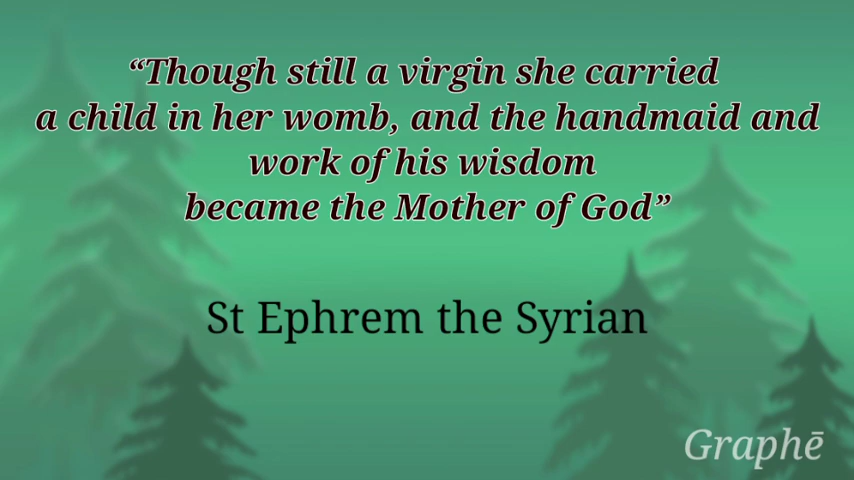 “Though still a virgin she carried
a child in her womb, and the handmaid and
work of his wisdom
became the Mother of God”
St Ephrem the Syrian
Graphē